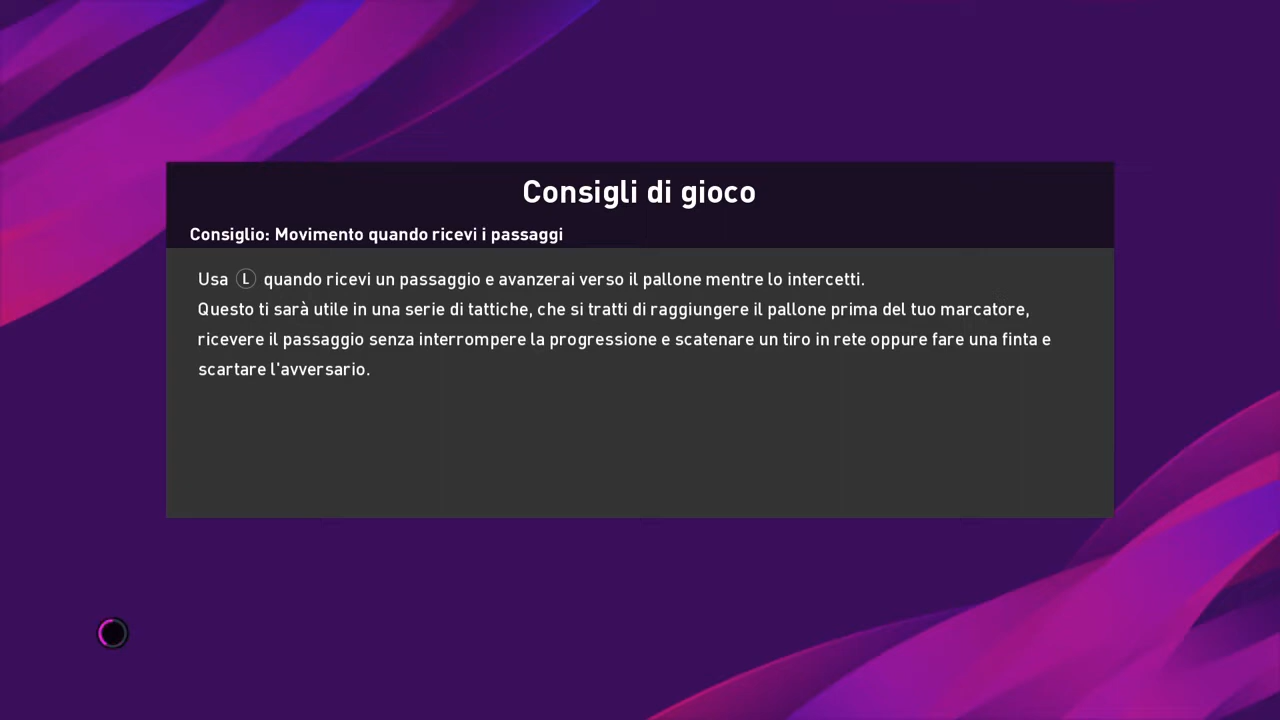 Consigli di gioco
Consiglio: Movimento quando ricevi i passaggi
Usa L quando ricevi un passaggio e avanzerai verso il pallone mentre lo intercetti.
Questo ti sarà utile in una serie di tattiche, che si tratti di raggiungere il pallone prima del tuo marcatore,
ricevere il passaggio senza interrompere la progressione e scatenare un tiro in rete oppure fare una finta e
scartare l'avversario.